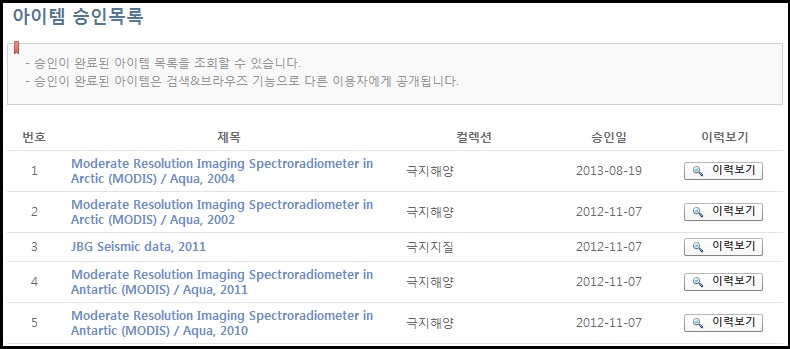 아이템 승인목록
- 승인이 완료된 아이템 목록을 조회할 수 있습니다.
- 승인이 완료된 아이템은 검색&브라우즈 기능으로 다른 이용자에게 공개됩니다.
번호 제목 컬렉션 승인일 이력보기
1 Moderate Resolution Imaging Spectroradiometer in Arctic (MODIS) / Aqua, 2004 극지해양 2013-08-19 이력보기
2 Moderate Resolution Imaging Spectroradiometer in Arctic (MODIS) / Aqua, 2002 극지해양 2012-11-07 이력보기
3 JBG Seismic data, 2011 극지지질 2012-11-07 이력보기
4 Moderate Resolution Imaging Spectroradiometer in Antartic (MODIS) / Aqua, 2011 극지해양 2012-11-07 이력보기
5 Moderate Resolution Imaging Spectroradiometer in Antartic (MODIS) / Aqua, 2010 극지해양 2012-11-07 이력보기